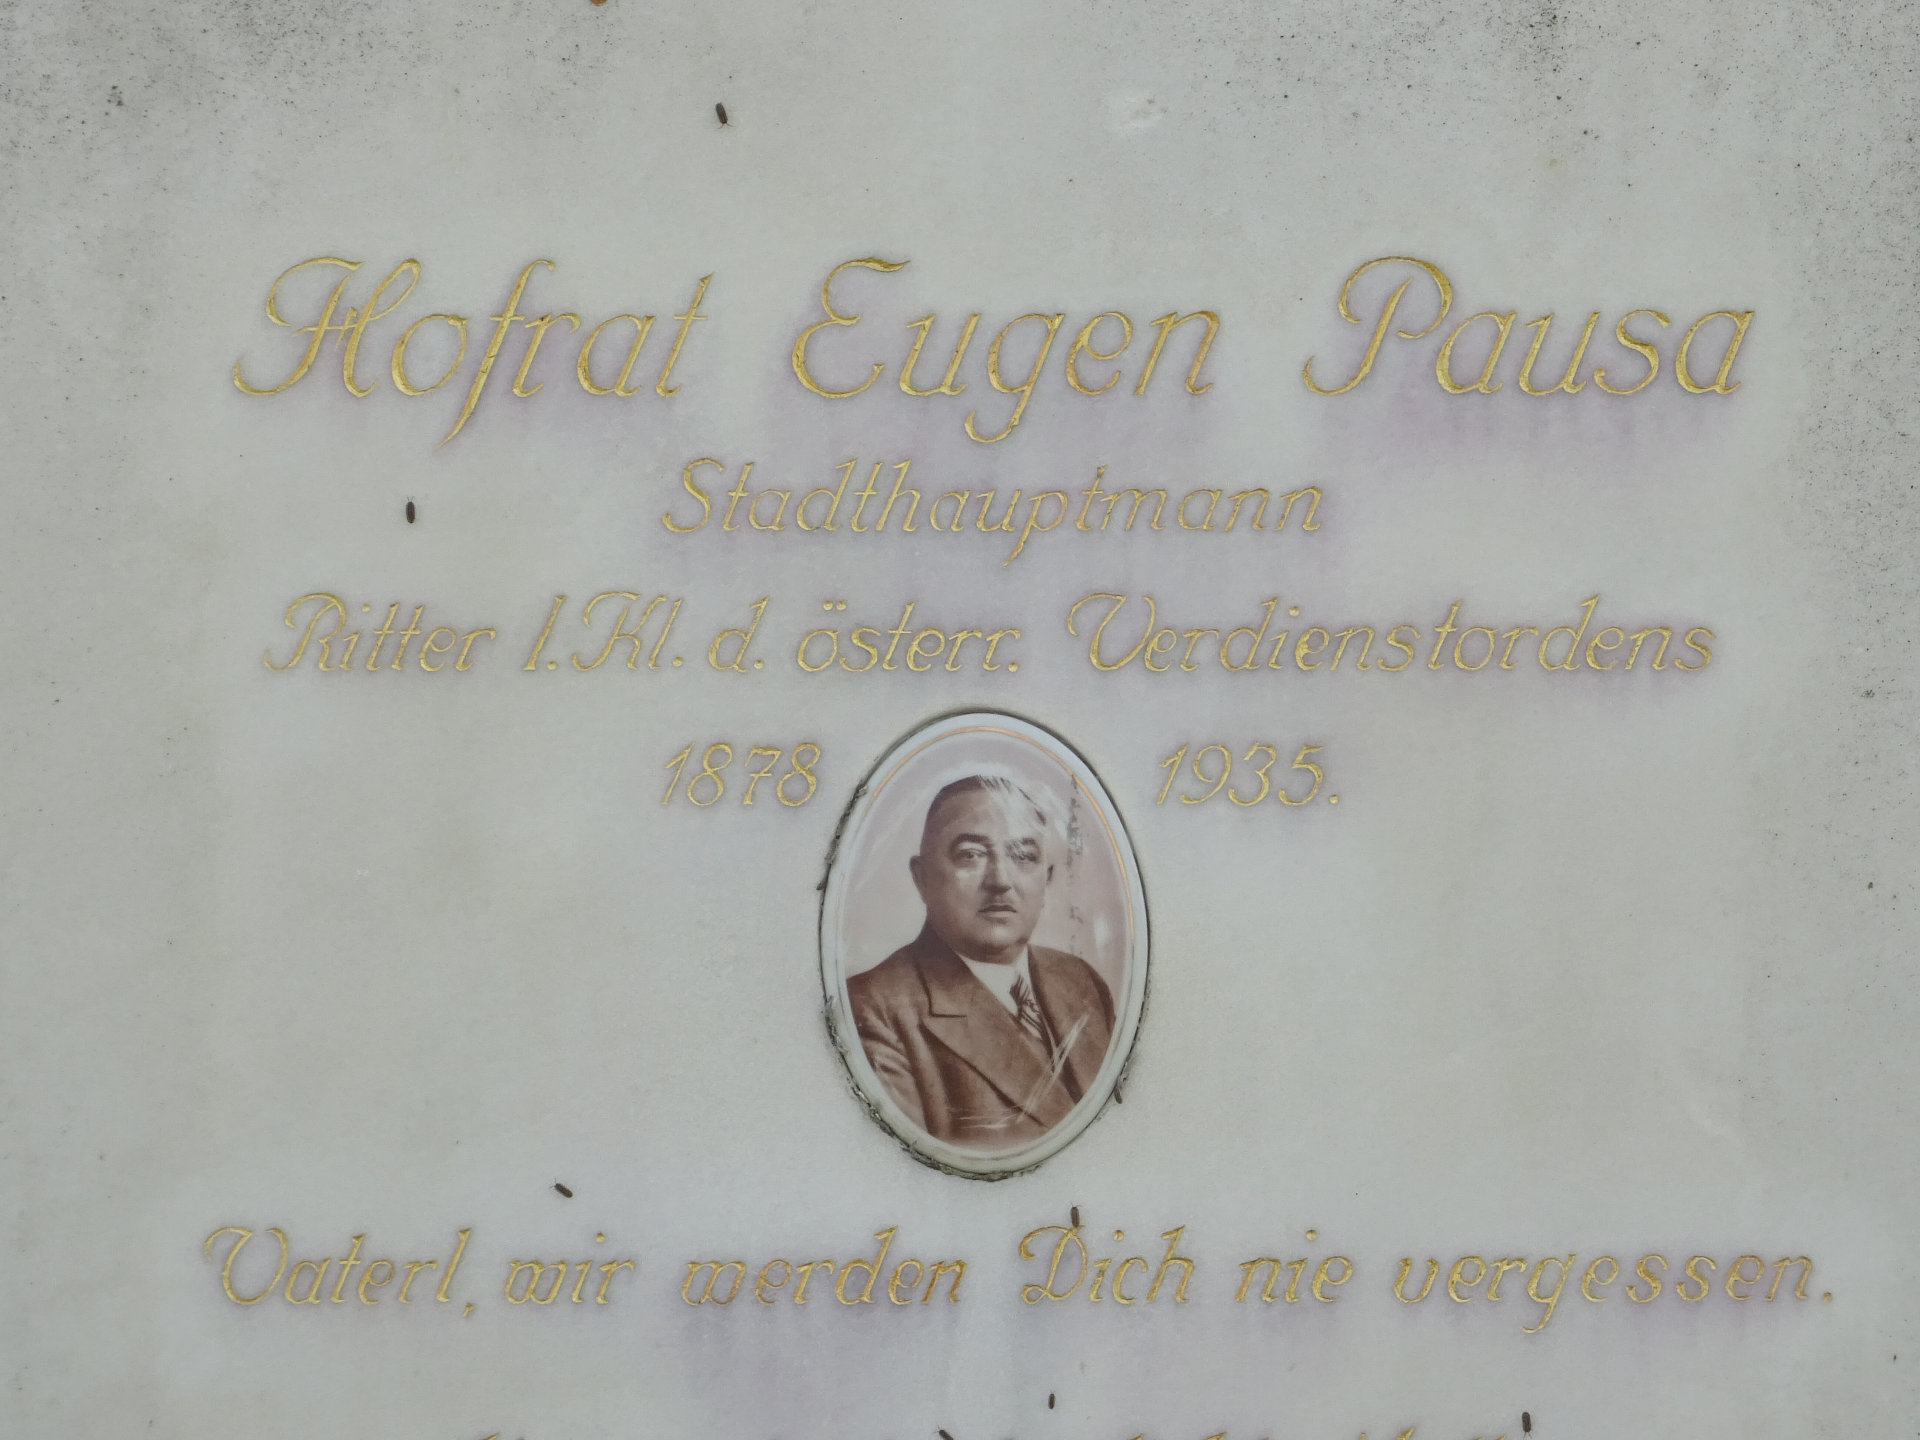 Hofrat Eugen Pausa
Stadthauptmann
Ritter I. Kl. d. österr. Verdienstordens
1878 1935.
Vaterl, wir werden Dich nie vergessen.